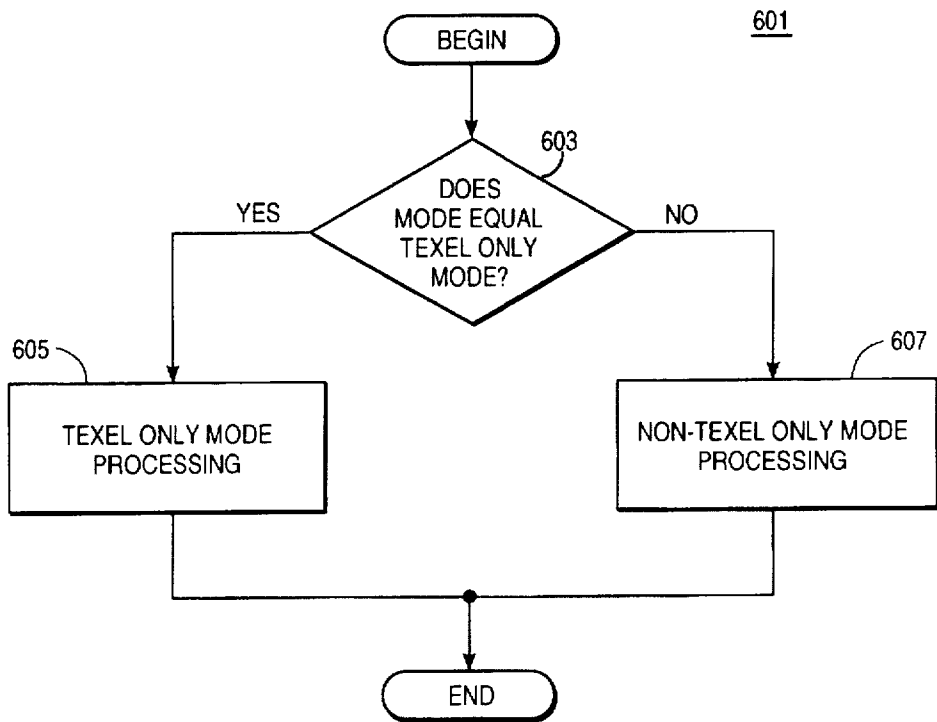 601
BEGIN
603
DOES
MODE EQUAL
TEXEL ONLY
MODE?
YES
NO
605
607
TEXEL ONLY MODE
PROCESSING
NON-TEXEL ONLY MODE
PROCESSING
END